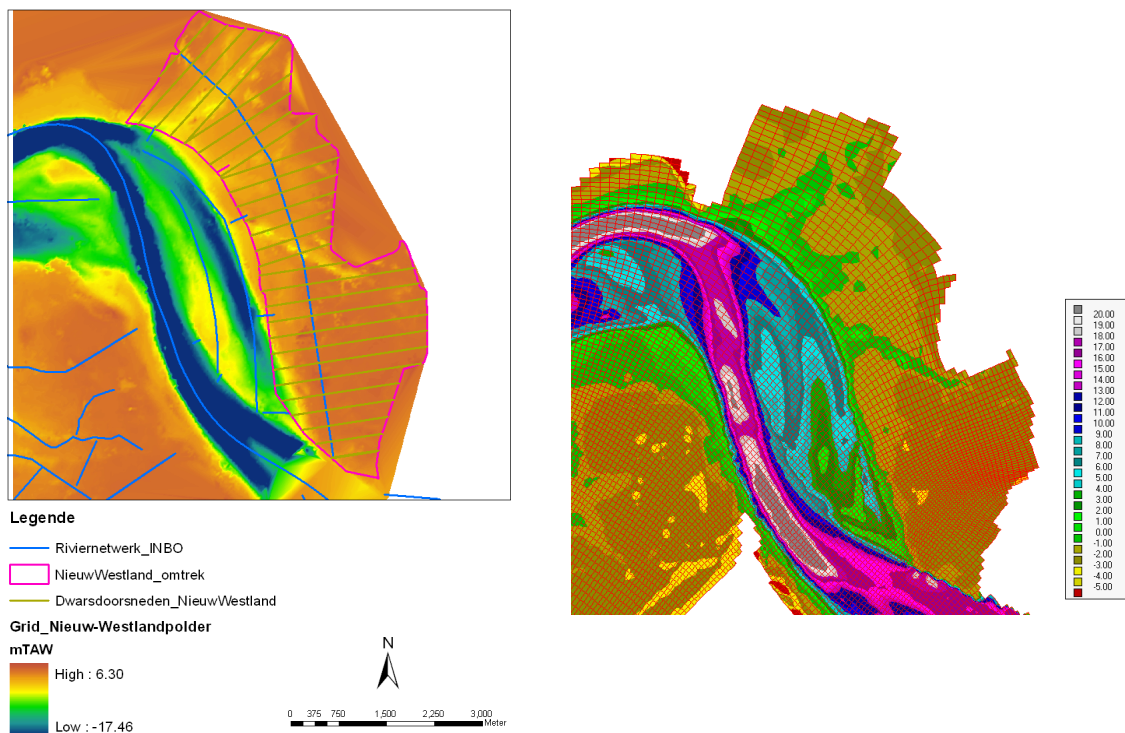 Legende
Riviernetwerk_INBO
NieuwWestland_omtrek
Dwarsdoorsneden_NieuwWestland
Grid_Nieuw-Westlandpolder
mTAW
High : 6.30
Low : -17.46
N
0 375 750 1,500 2,250 3,000
Meter
20.00
19.00
18.00
17.00
16.00
15.00
14.00
13.00
12.00
11.00
10.00
9.00
8.00
7.00
6.00
5.00
4.00
3.00
2.00
1.00
0.00
-1.00
-2.00
-3.00
-4.00
-5.00